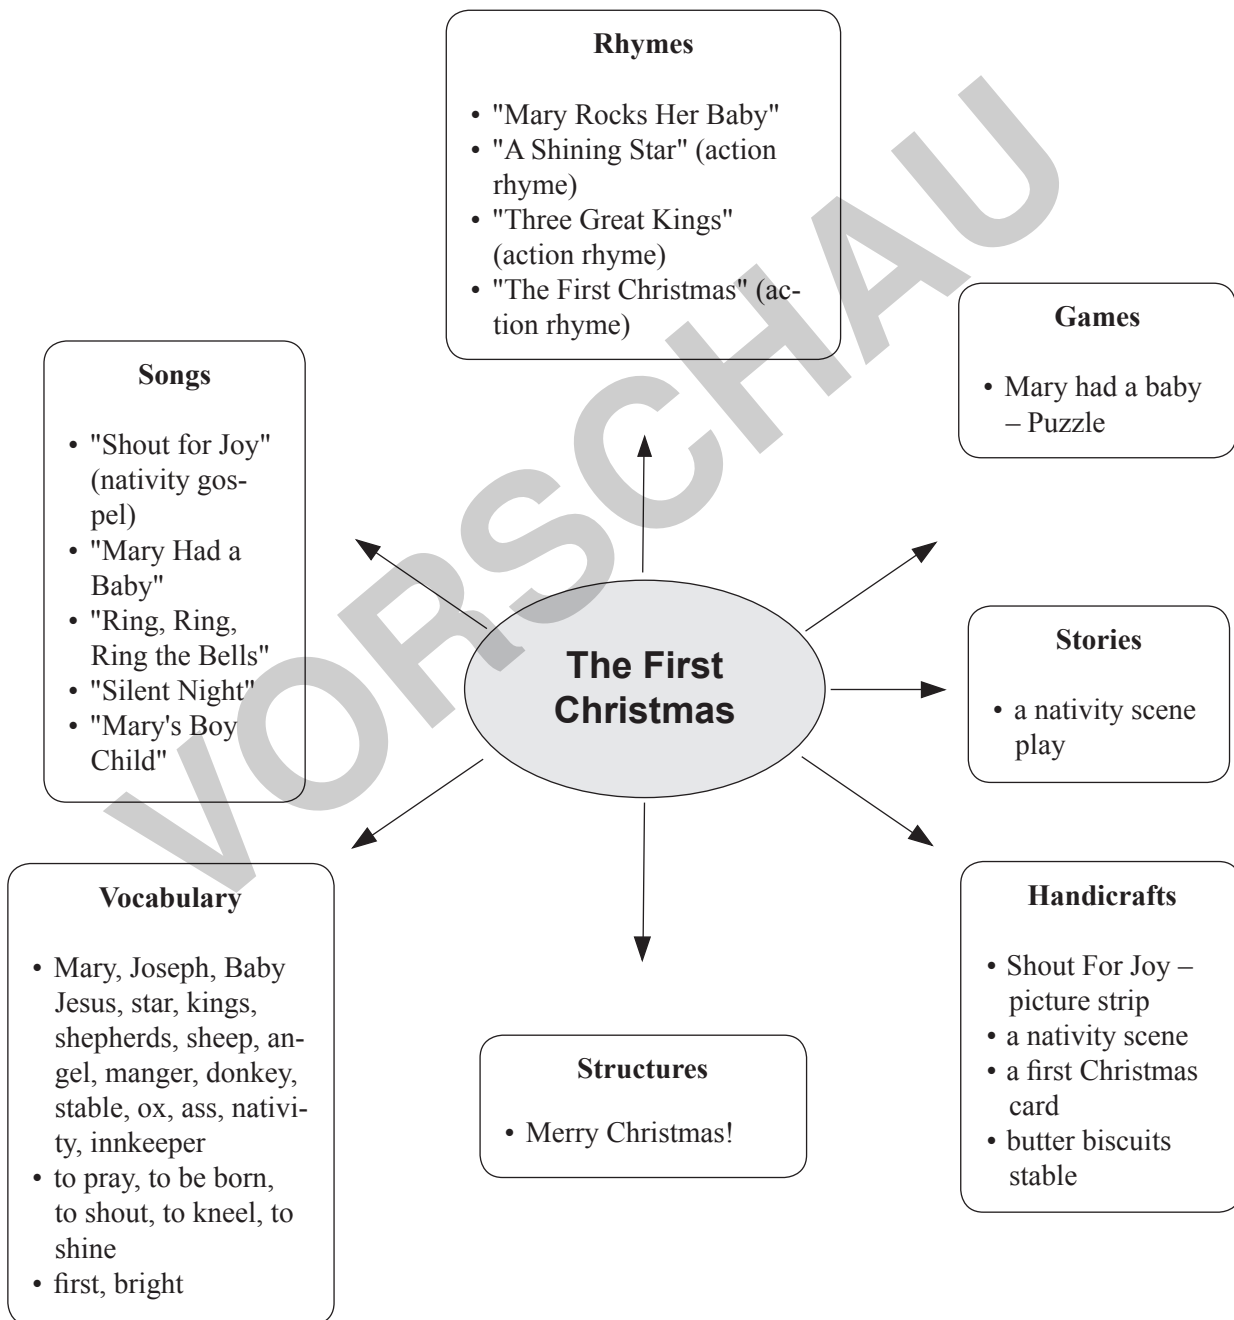 Rhymes
• "Mary Rocks Her Baby"
• "A Shining Star" (action
rhyme)
• "Three Great Kings"
(action rhyme)
• "The First Christmas" (ac-
tion rhyme)
Games
• Mary had a baby
– Puzzle
Songs
• "Shout for Joy"
(nativity gos-
pel)
• "Mary Had a
Baby"
• "Ring, Ring,
Ring the Bells"
• "Silent Night"
• "Mary's Boy
Child"
The First
Christmas
Stories
• a nativity scene
play
Vocabulary
• Mary, Joseph, Baby
Jesus, star, kings,
shepherds, sheep, an-
gel, manger, donkey,
stable, ox, ass, nativi-
ty, innkeeper
• to pray, to be born,
to shout, to kneel, to
shine
• first, bright
Structures
• Merry Christmas!
Handicrafts
• Shout For Joy –
picture strip
• a nativity scene
• a first Christmas
card
• butter biscuits
stable
VORSCHAU